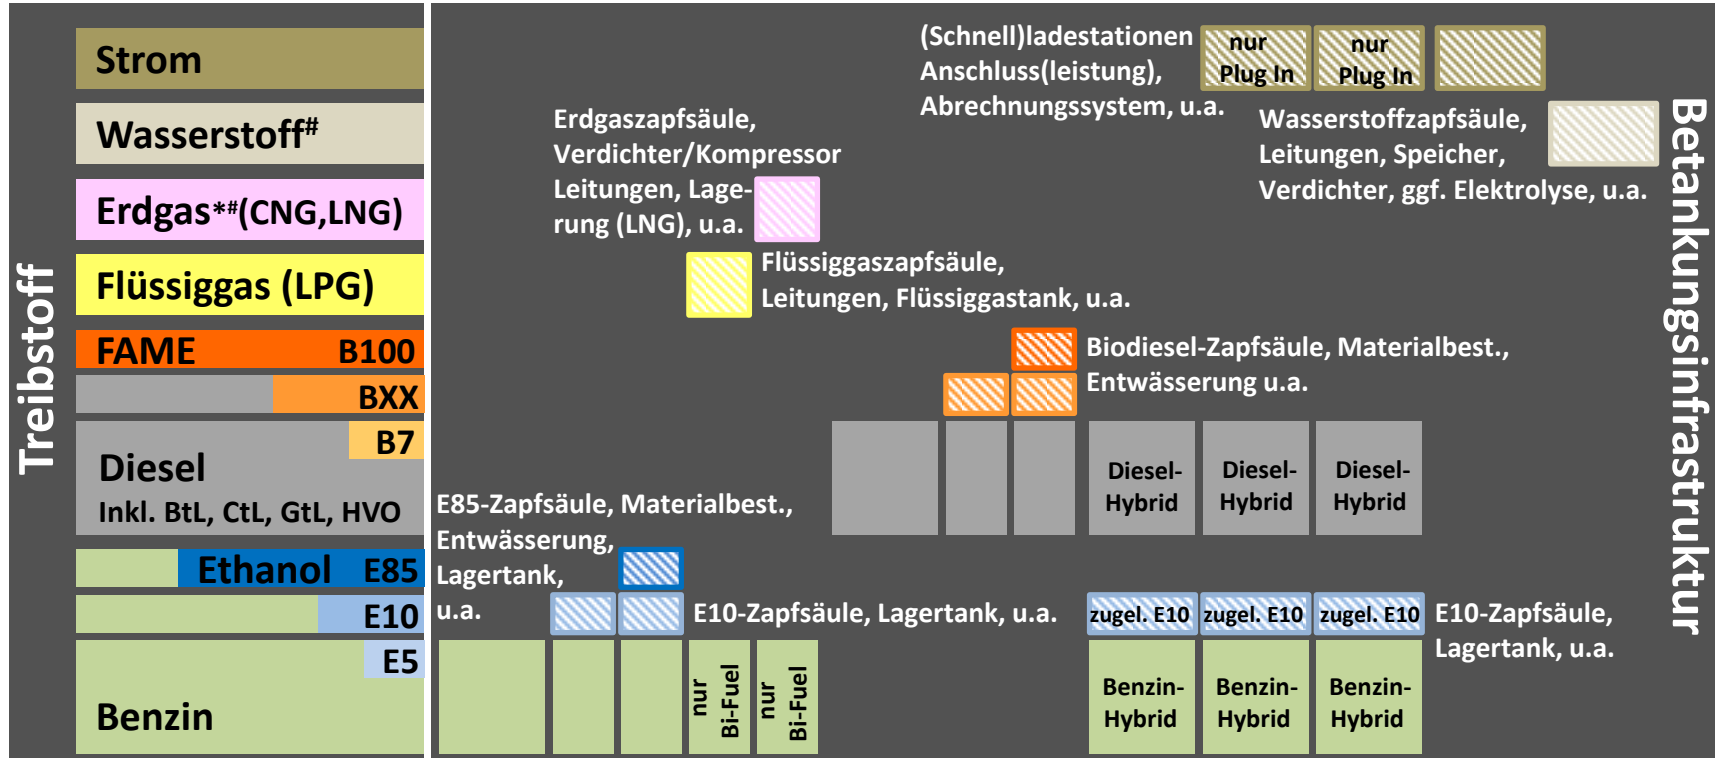 Treibstoff
Strom
Wasserstoff#
Erdgas*#(CNG,LNG)
Flüssiggas (LPG)
FAME B100
BXX
B7
Diesel
Inkl. BtL, CtL, GtL, HVO
Ethanol E85
E10
E5
Benzin
(Schnell)ladestationen
Anschluss(leistung),
Abrechnungssystem, u.a.
nur
Plug In
nur
Plug In
Erdgaszapfsäule,
Verdichter/Kompressor
Leitungen, Lage-
rung (LNG), u.a.
Wasserstoffzapfsäule,
Leitungen, Speicher,
Verdichter, ggf. Elektrolyse, u.a.
Flüssiggaszapfsäule,
Leitungen, Flüssiggastank, u.a.
Biodiesel-Zapfsäule, Materialbest.,
Entwässerung u.a.
Diesel-
Hybrid
Diesel-
Hybrid
Diesel-
Hybrid
E85-Zapfsäule, Materialbest.,
Entwässerung,
Lagertank,
u.a.
E10-Zapfsäule, Lagertank, u.a.
zugel. E10
zugel. E10
zugel. E10
E10-Zapfsäule,
Lagertank, u.a.
nur
Bi-Fuel
nur
Bi-Fuel
Benzin-
Hybrid
Benzin-
Hybrid
Benzin-
Hybrid
Betankungsinfrastruktur